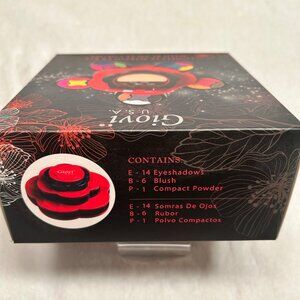 Giovi
U.S.A.
CONTAINS:
E - 14 Eyeshadows
B - 6 Blush
P - 1 Compact Powder
E - 14 Somras De Ojos
B - 6 Rubor
P - 1 Polvo Compactos